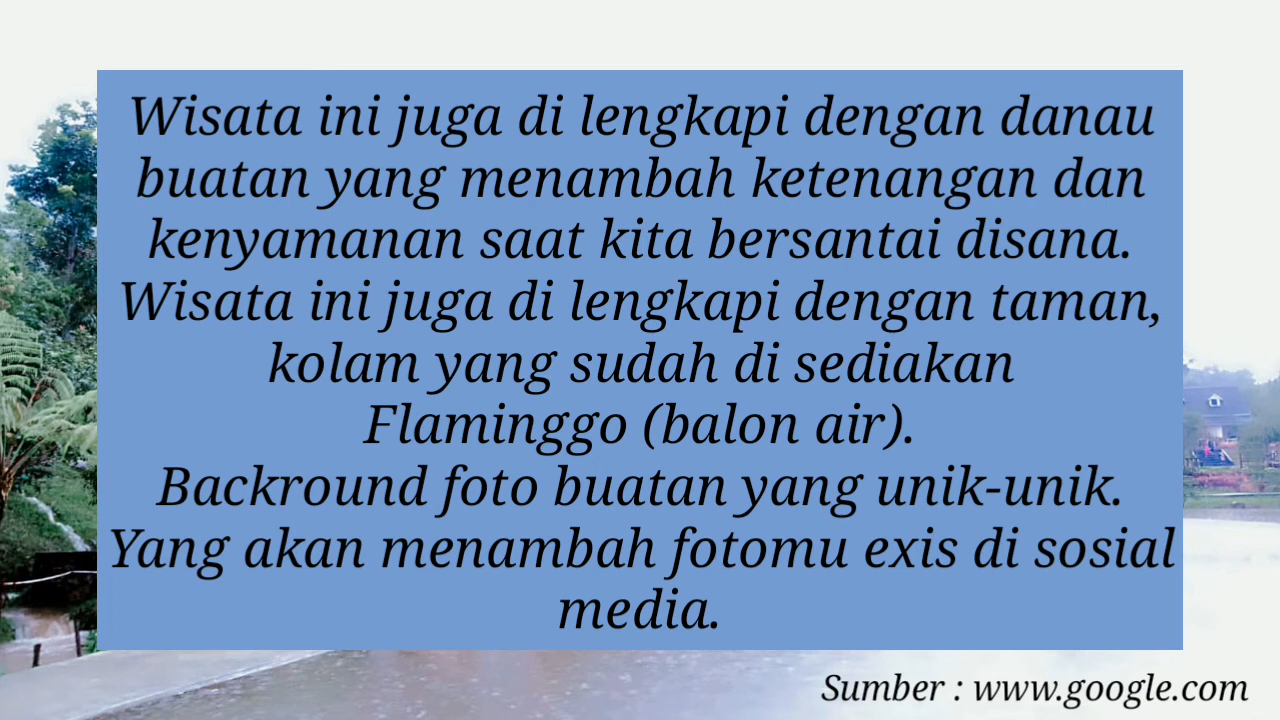 Wisata ini juga di lengkapi dengan danau
buatan yang menambah ketenangan dan
kenyamanan saat kita bersantai disana.
Wisata ini juga di lengkapi dengan taman,
kolam yang sudah di sediakan
Flaminggo (balon air).
Backround foto buatan yang unik-unik.
Yang akan menambah fotomu exis di sosial
media.
Sumber : www.google.com